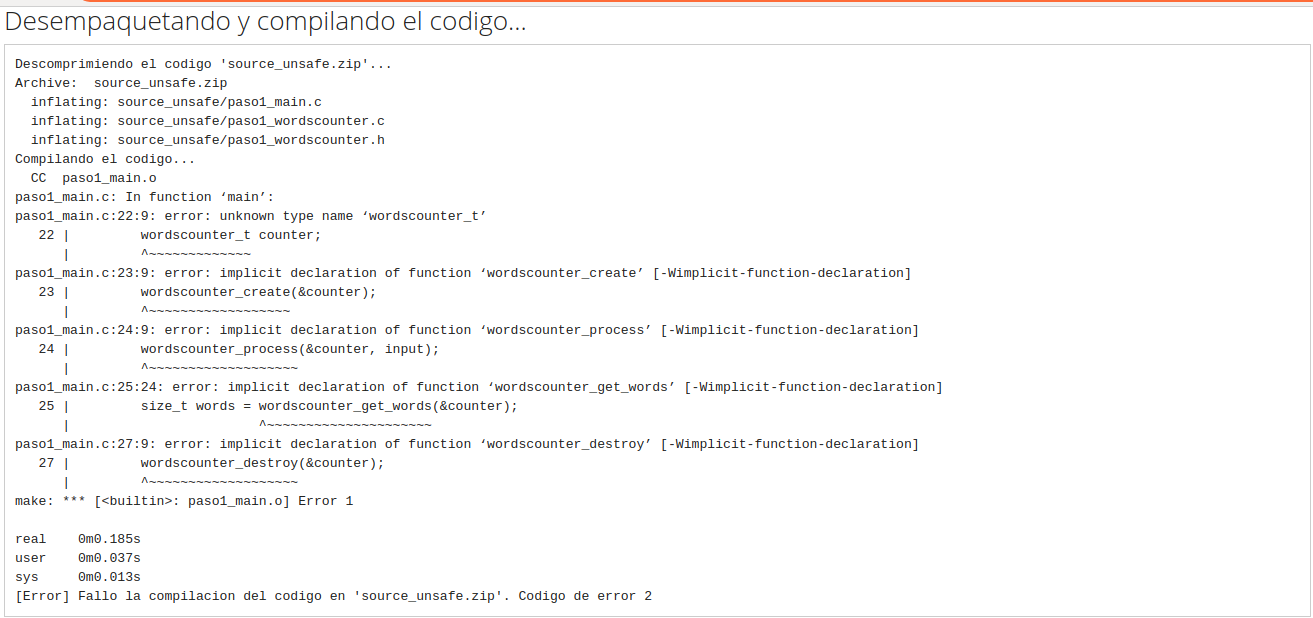 Desempaquetando y compilando el codigo...
Descomprimiendo el codigo 'source_unsafe.zip'...
Archive:  source_unsafe.zip
  inflating: source_unsafe/paso1_main.c
  inflating: source_unsafe/paso1_wordscounter.c
  inflating: source_unsafe/paso1_wordscounter.h
Compilando el codigo...
  CC  paso1_main.o
paso1_main.c: In function ‘main’:
paso1_main.c:22:9: error: unknown type name ‘wordscounter_t’
   22 |         wordscounter_t counter;
      |         ^~~~~~~~~~~~~~
paso1_main.c:23:9: error: implicit declaration of function ‘wordscounter_create’ [-Wimplicit-function-declaration]
   23 |         wordscounter_create(&counter);
      |         ^~~~~~~~~~~~~~~~~~~
paso1_main.c:24:9: error: implicit declaration of function ‘wordscounter_process’ [-Wimplicit-function-declaration]
   24 |         wordscounter_process(&counter, input);
      |         ^~~~~~~~~~~~~~~~~~~~
paso1_main.c:25:24: error: implicit declaration of function ‘wordscounter_get_words’ [-Wimplicit-function-declaration]
   25 |         size_t words = wordscounter_get_words(&counter);
      |                        ^~~~~~~~~~~~~~~~~~~~~~
paso1_main.c:27:9: error: implicit declaration of function ‘wordscounter_destroy’ [-Wimplicit-function-declaration]
   27 |         wordscounter_destroy(&counter);
      |         ^~~~~~~~~~~~~~~~~~~~
make: *** [<builtin>: paso1_main.o] Error 1

real    0m0.185s
user    0m0.037s
sys     0m0.013s
[Error] Fallo la compilacion del codigo en 'source_unsafe.zip'. Codigo de error 2